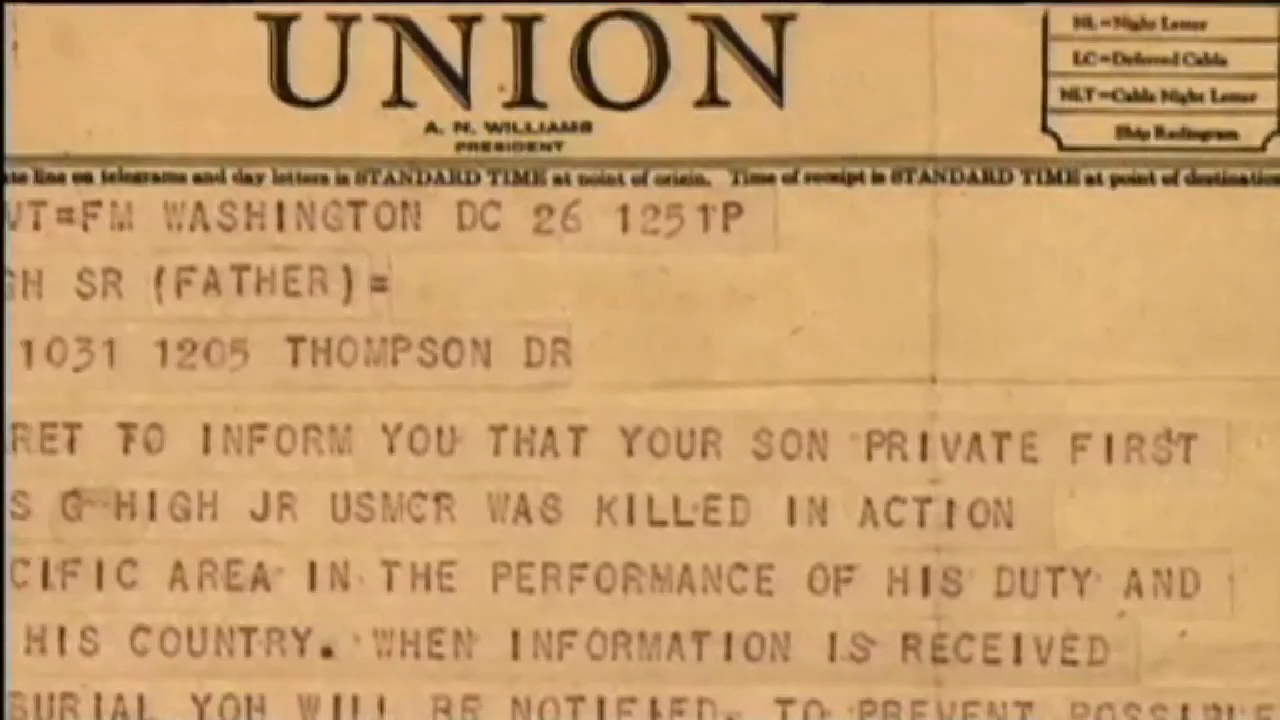 UNION
A. N. WILLIAMS
PRESIDENT
NL=Night Letter
LC=Deferred Cable
NLT=Cable Night Letter
Ship Radiogram
te line on telegrams and day letters is STANDARD TIME at point of origin. Time of receipt is STANDARD TIME at point of destination
VT=FM WASHINGTON DC 26 1251P
GH SR (FATHER)=
1031 1205 THOMPSON DR
RET TO INFORM YOU THAT YOUR SON PRIVATE FIRST
S G HIGH JR USMCR WAS KILLED IN ACTION
CIFIC AREA IN THE PERFORMANCE OF HIS DUTY AND
HIS COUNTRY. WHEN INFORMATION IS RECEIVED
BURIAL YOU WILL BE NOTIFIED. TO PREVENT POSSIBLE